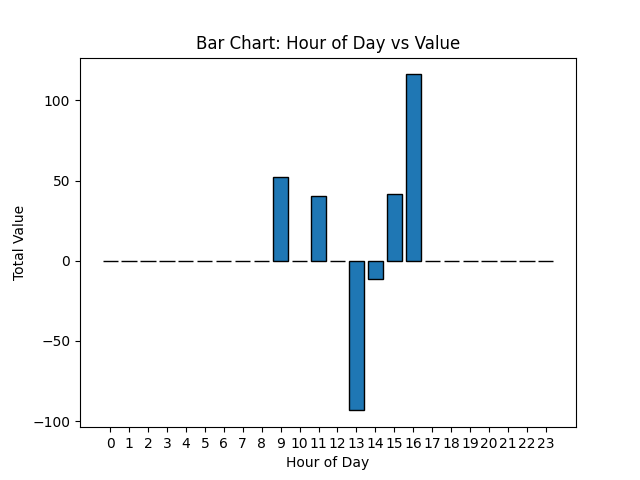 Bar Chart: Hour of Day vs Value
Total Value
100
50
0
−50
−100
0 1 2 3 4 5 6 7 8 9 10 11 12 13 14 15 16 17 18 19 20 21 22 23
Hour of Day